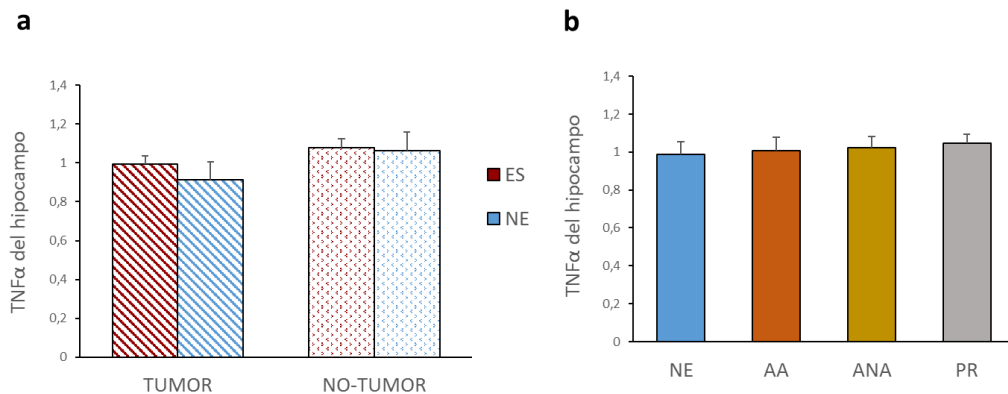 a
TNFα del hipocampo
1,4
1,2
1
0,8
0,6
0,4
0,2
0
TUMOR NO-TUMOR
ES
NE
b
TNFα del hipocampo
1,4
1,2
1
0,8
0,6
0,4
0,2
0
NE AA ANA PR